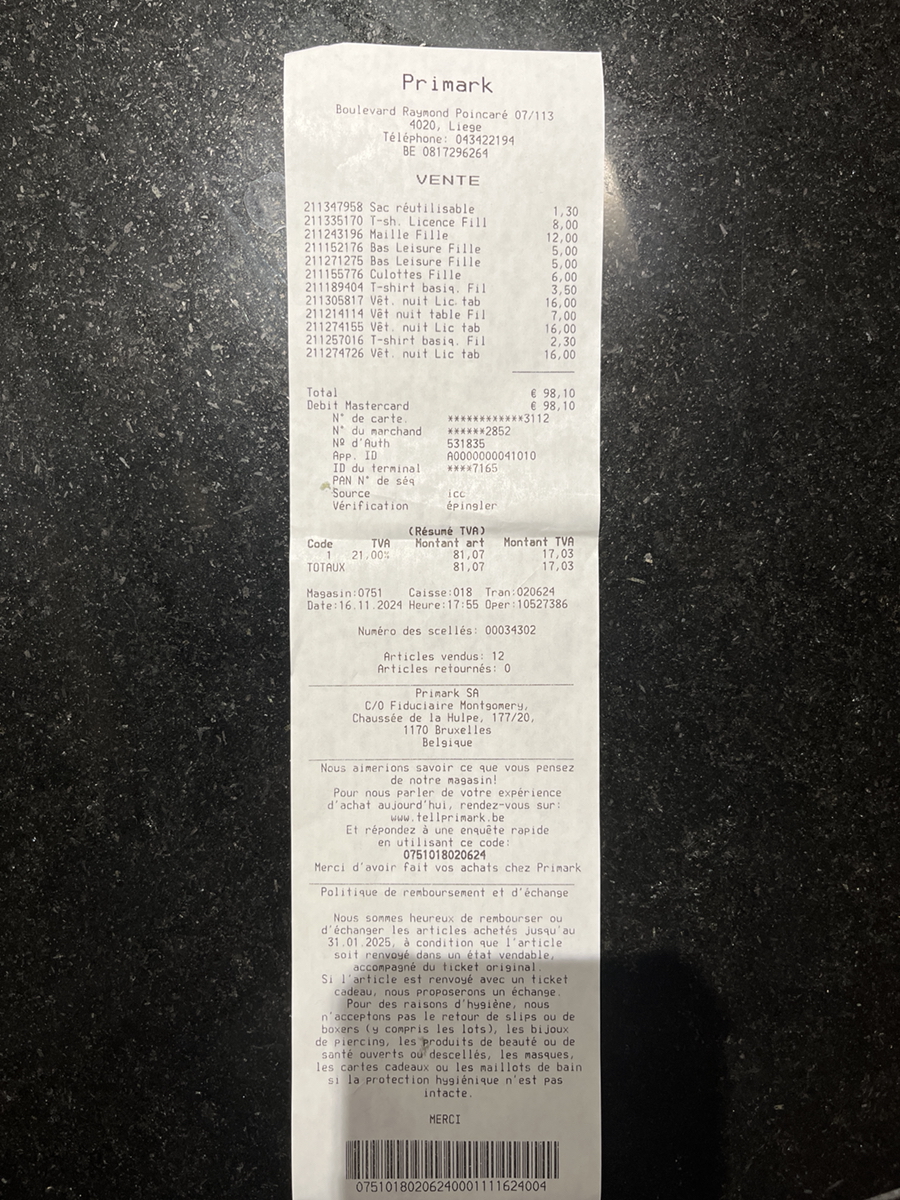 Primark
Boulevard Raymond Poincaré 07/113
4020, Liege
Téléphone: 043422194
BE 0817296264
VENTE
211347958 Sac réutilisable 1,30
211335170 T-sh. Licence Fill 8,00
211243196 Maille Fille 12,00
211152176 Bas Leisure Fille 5,00
211271275 Bas Leisure Fille 5,00
211155776 Culottes Fille 6,00
211189404 T-shirt basiq. Fil 3,50
211305817 Vêt. nuit Lic tab 16,00
211214114 Vêt nuit table Fil 7,00
211274155 Vêt. nuit Lic tab 16,00
211257016 T-shirt basiq. Fil 2,30
211274726 Vêt. nuit Lic tab 16,00
Total € 98,10
Debit Mastercard € 98,10
N° de carte. ************3112
N° du marchand ******2852
Nº d'Auth 531835
App. ID A0000000041010
ID du terminal ****7165
PAN N° de séq
Source icc
Vérification épingler
(Résumé TVA)
Code TVA Montant art Montant TVA
1 21,00% 81,07 17,03
TOTAUX 81,07 17,03
Magasin:0751 Caisse:018 Tran:020624
Date:16.11.2024 Heure:17:55 Oper:10527386
Numéro des scellés: 00034302
Articles vendus: 12
Articles retournés: 0
Primark SA
C/O Fiduciaire Montgomery,
Chaussée de la Hulpe, 177/20,
1170 Bruxelles
Belgique
Nous aimerions savoir ce que vous pensez
de notre magasin!
Pour nous parler de votre expérience
d'achat aujourd'hui, rendez-vous sur:
www.tellprimark.be
Et répondez à une enquête rapide
en utilisant ce code:
0751018020624
Merci d'avoir fait vos achats chez Primark
Politique de remboursement et d'échange
Nous sommes heureux de rembourser ou
d'échanger les articles achetés jusqu'au
31.01.2025, à condition que l'article
soit renvoyé dans un état vendable,
accompagné du ticket original.
Si l'article est renvoyé avec un ticket
cadeau, nous proposerons un échange.
Pour des raisons d'hygiène, nous
n'acceptons pas le retour de slips ou de
boxers (y compris les lots), les bijoux
de piercing, les produits de beauté ou de
santé ouverts ou descellés, les masques,
les cartes cadeaux ou les maillots de bain
si la protection hygiénique n'est pas
intacte.
MERCI
07510180206240001111624004